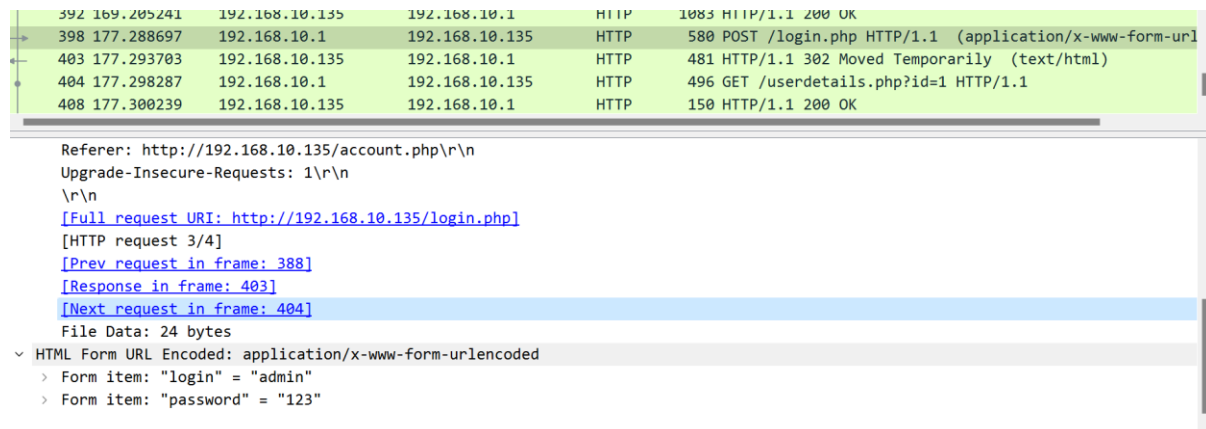 392 169.205241 192.168.10.135 192.168.10.1 HTTP 1083 HTTP/1.1 200 OK
398 177.288697 192.168.10.1 192.168.10.135 HTTP 580 POST /login.php HTTP/1.1 (application/x-www-form-url
403 177.293703 192.168.10.135 192.168.10.1 HTTP 481 HTTP/1.1 302 Moved Temporarily (text/html)
404 177.298287 192.168.10.1 192.168.10.135 HTTP 496 GET /userdetails.php?id=1 HTTP/1.1
408 177.300239 192.168.10.135 192.168.10.1 HTTP 150 HTTP/1.1 200 OK
Referer: http://192.168.10.135/account.php\r\n
Upgrade-Insecure-Requests: 1\r\n
\r\n
[Full request URI: http://192.168.10.135/login.php]
[HTTP request 3/4]
[Prev request in frame: 388]
[Response in frame: 403]
[Next request in frame: 404]
File Data: 24 bytes
HTML Form URL Encoded: application/x-www-form-urlencoded
Form item: "login" = "admin"
Form item: "password" = "123"